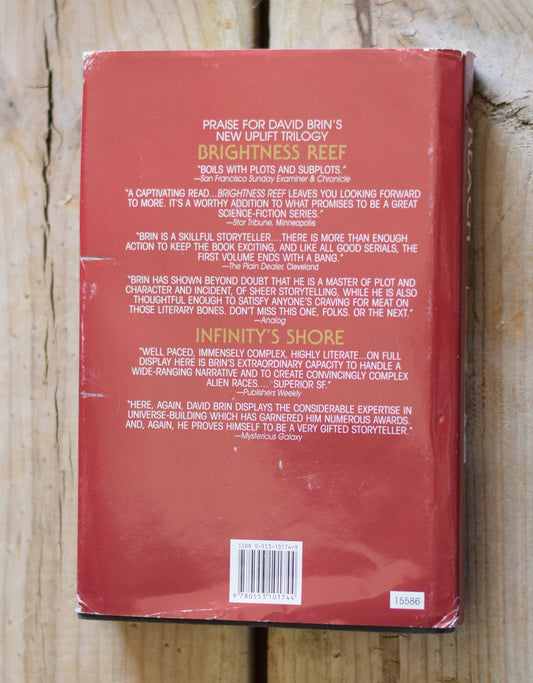 PRAISE FOR DAVID BRIN'S
NEW UPLIFT TRILOGY
BRIGHTNESS REEF
"BOILS WITH PLOTS AND SUBPLOTS."
—San Francisco Sunday Examiner & Chronicle
"A CAPTIVATING READ...BRIGHTNESS REEF LEAVES YOU LOOKING FORWARD
TO MORE. IT'S A WORTHY ADDITION TO WHAT PROMISES TO BE A GREAT
SCIENCE-FICTION SERIES."
—Star Tribune, Minneapolis
"BRIN IS A SKILLFUL STORYTELLER....THERE IS MORE THAN ENOUGH
ACTION TO KEEP THE BOOK EXCITING, AND LIKE ALL GOOD SERIALS, THE
FIRST VOLUME ENDS WITH A BANG."
—The Plain Dealer, Cleveland
"BRIN HAS SHOWN BEYOND DOUBT THAT HE IS A MASTER OF PLOT AND
CHARACTER AND INCIDENT, OF SHEER STORYTELLING, WHILE HE IS ALSO
THOUGHTFUL ENOUGH TO SATISFY ANYONE'S CRAVING FOR MEAT ON
THOSE LITERARY BONES. DON'T MISS THIS ONE, FOLKS. OR THE NEXT."
—Analog
INFINITY'S SHORE
"WELL PACED, IMMENSELY COMPLEX, HIGHLY LITERATE...ON FULL
DISPLAY HERE IS BRIN'S EXTRAORDINARY CAPACITY TO HANDLE A
WIDE-RANGING NARRATIVE AND TO CREATE CONVINCINGLY COMPLEX
ALIEN RACES.... SUPERIOR SF."
—Publishers Weekly
"HERE, AGAIN, DAVID BRIN DISPLAYS THE CONSIDERABLE EXPERTISE IN
UNIVERSE-BUILDING WHICH HAS GARNERED HIM NUMEROUS AWARDS.
AND, AGAIN, HE PROVES HIMSELF TO BE A VERY GIFTED STORYTELLER."
—Mysterious Galaxy
ISBN 0-553-10174-9
9 780553 101744
15586